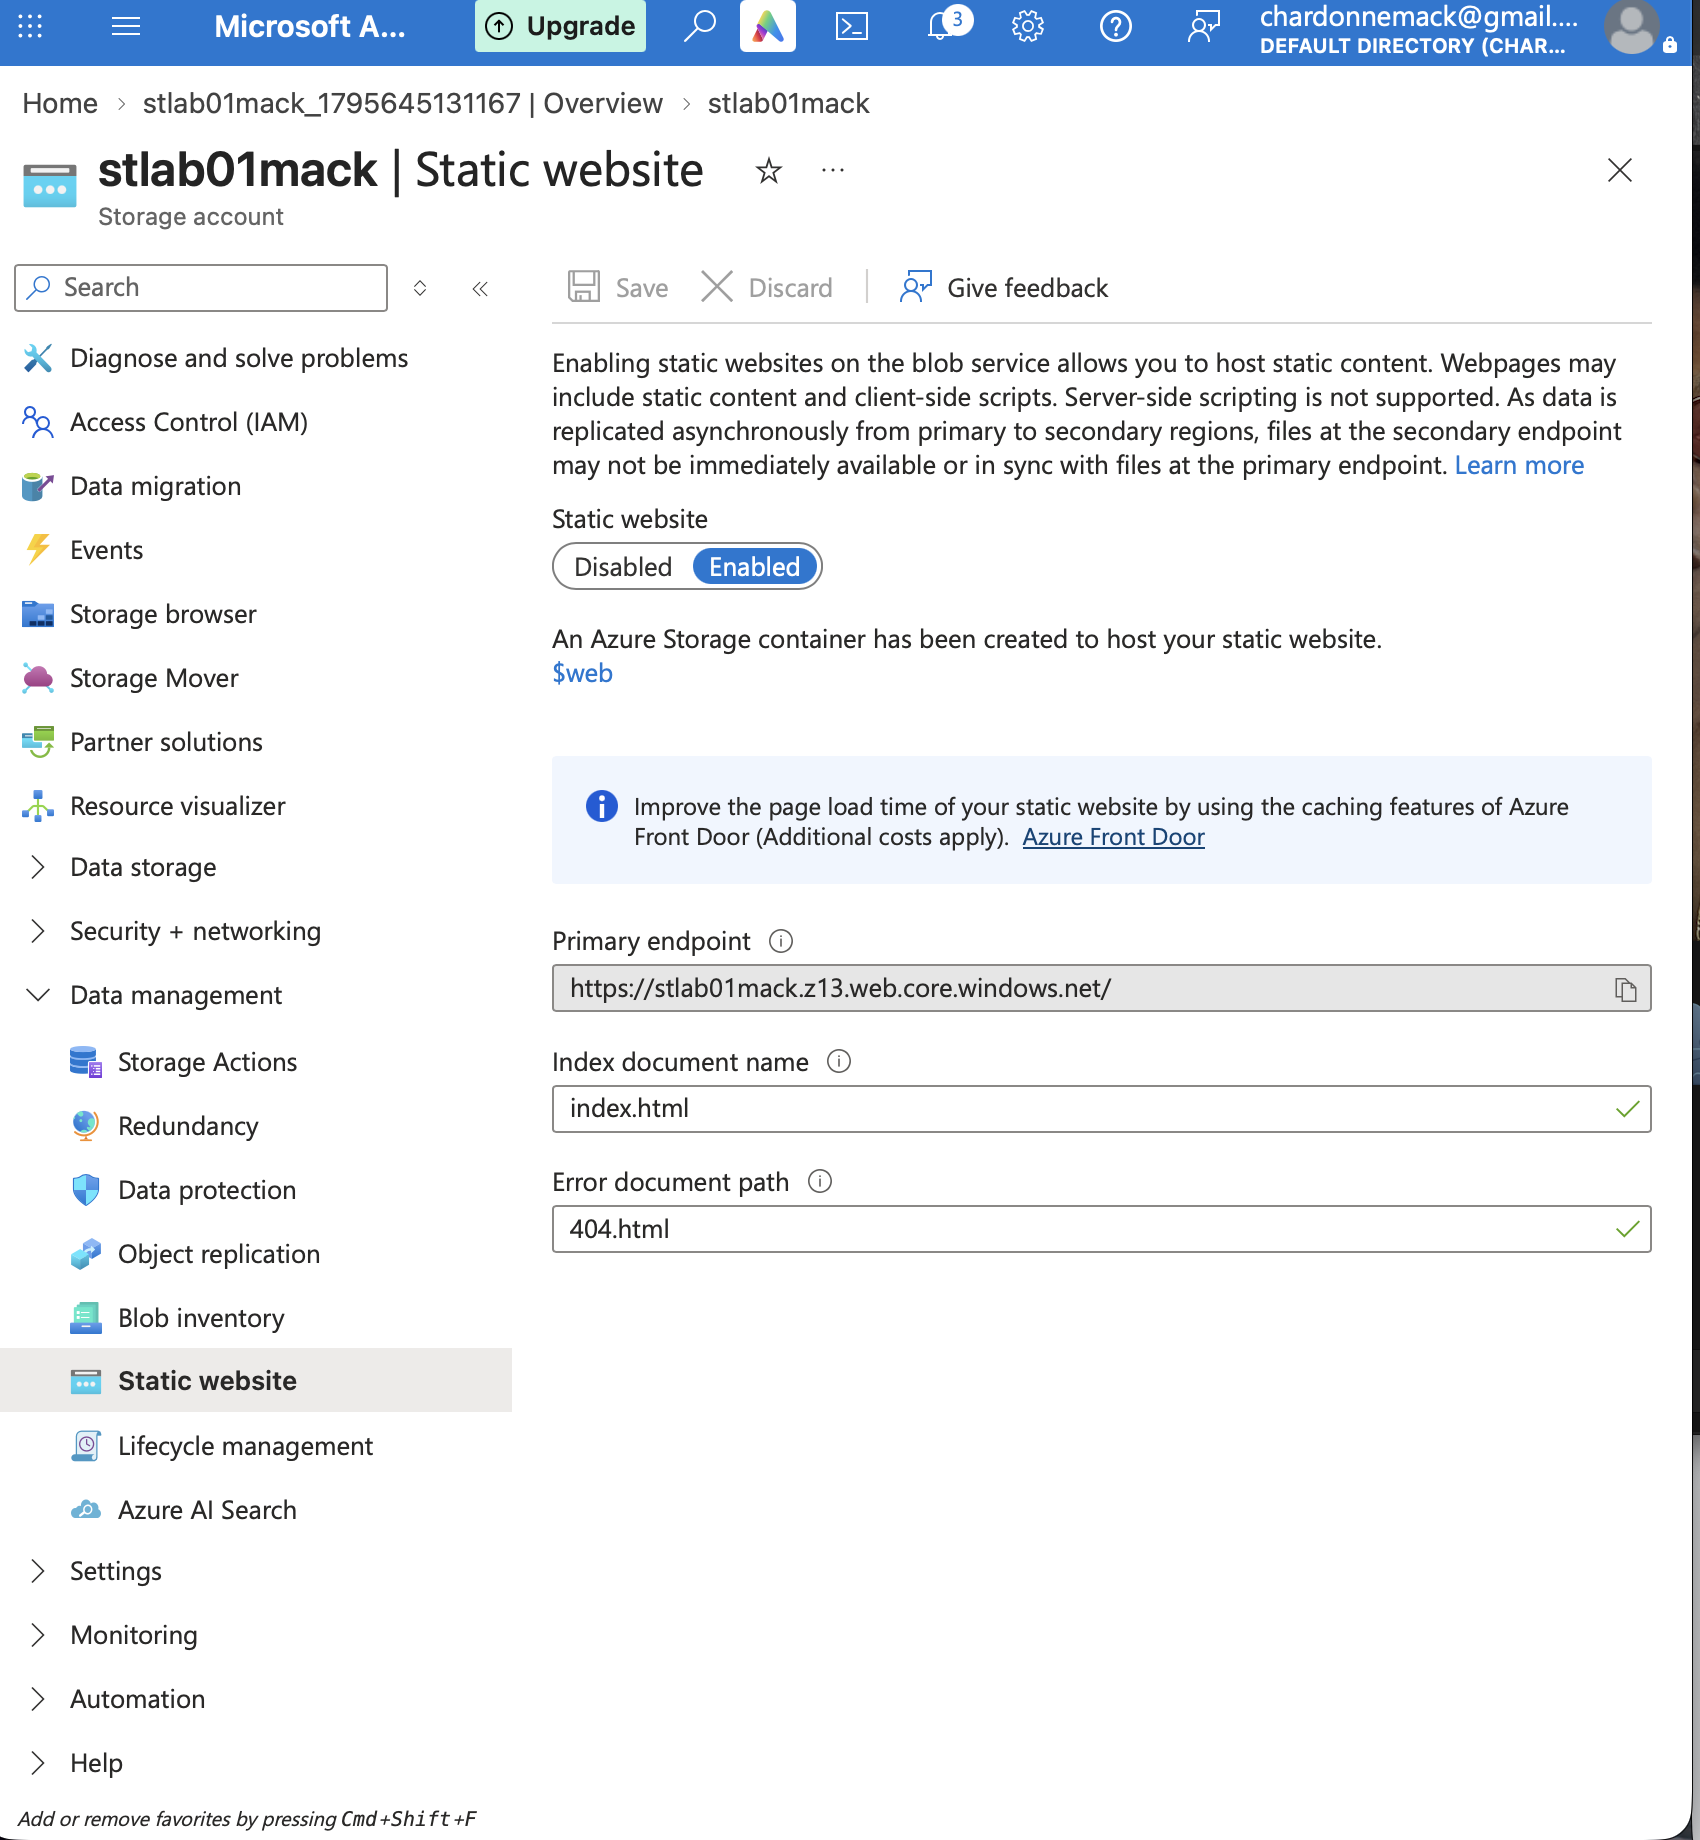 Microsoft A...
Upgrade
3
chardonnemack@gmail....
DEFAULT DIRECTORY (CHAR...
Home > stlab01mack_1795645131167 | Overview > stlab01mack
stlab01mack | Static website
Storage account
Search
Save
Discard
Give feedback
Diagnose and solve problems
Access Control (IAM)
Data migration
Events
Storage browser
Storage Mover
Partner solutions
Resource visualizer
Data storage
Security + networking
Data management
Storage Actions
Redundancy
Data protection
Object replication
Blob inventory
Static website
Lifecycle management
Azure AI Search
Settings
Monitoring
Automation
Help
Add or remove favorites by pressing Cmd+Shift+F
Enabling static websites on the blob service allows you to host static content. Webpages may
include static content and client-side scripts. Server-side scripting is not supported. As data is
replicated asynchronously from primary to secondary regions, files at the secondary endpoint
may not be immediately available or in sync with files at the primary endpoint. Learn more
Static website
Disabled Enabled
An Azure Storage container has been created to host your static website.
$web
Improve the page load time of your static website by using the caching features of Azure
Front Door (Additional costs apply). Azure Front Door
Primary endpoint
https://stlab01mack.z13.web.core.windows.net/
Index document name
index.html
Error document path
404.html